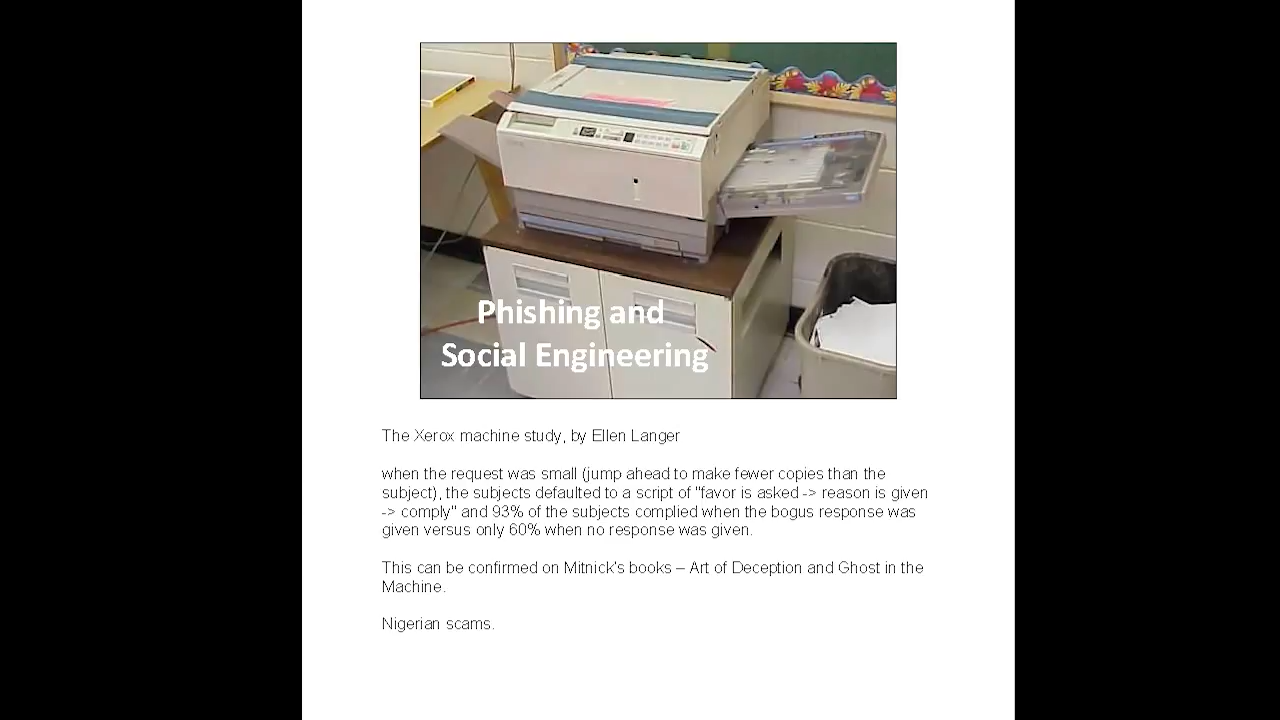 Phishing and
Social Engineering
The Xerox machine study, by Ellen Langer
when the request was small (jump ahead to make fewer copies than the
subject), the subjects defaulted to a script of "favor is asked -> reason is given
-> comply" and 93% of the subjects complied when the bogus response was
given versus only 60% when no response was given.
This can be confirmed on Mitnick's books – Art of Deception and Ghost in the
Machine.
Nigerian scams.